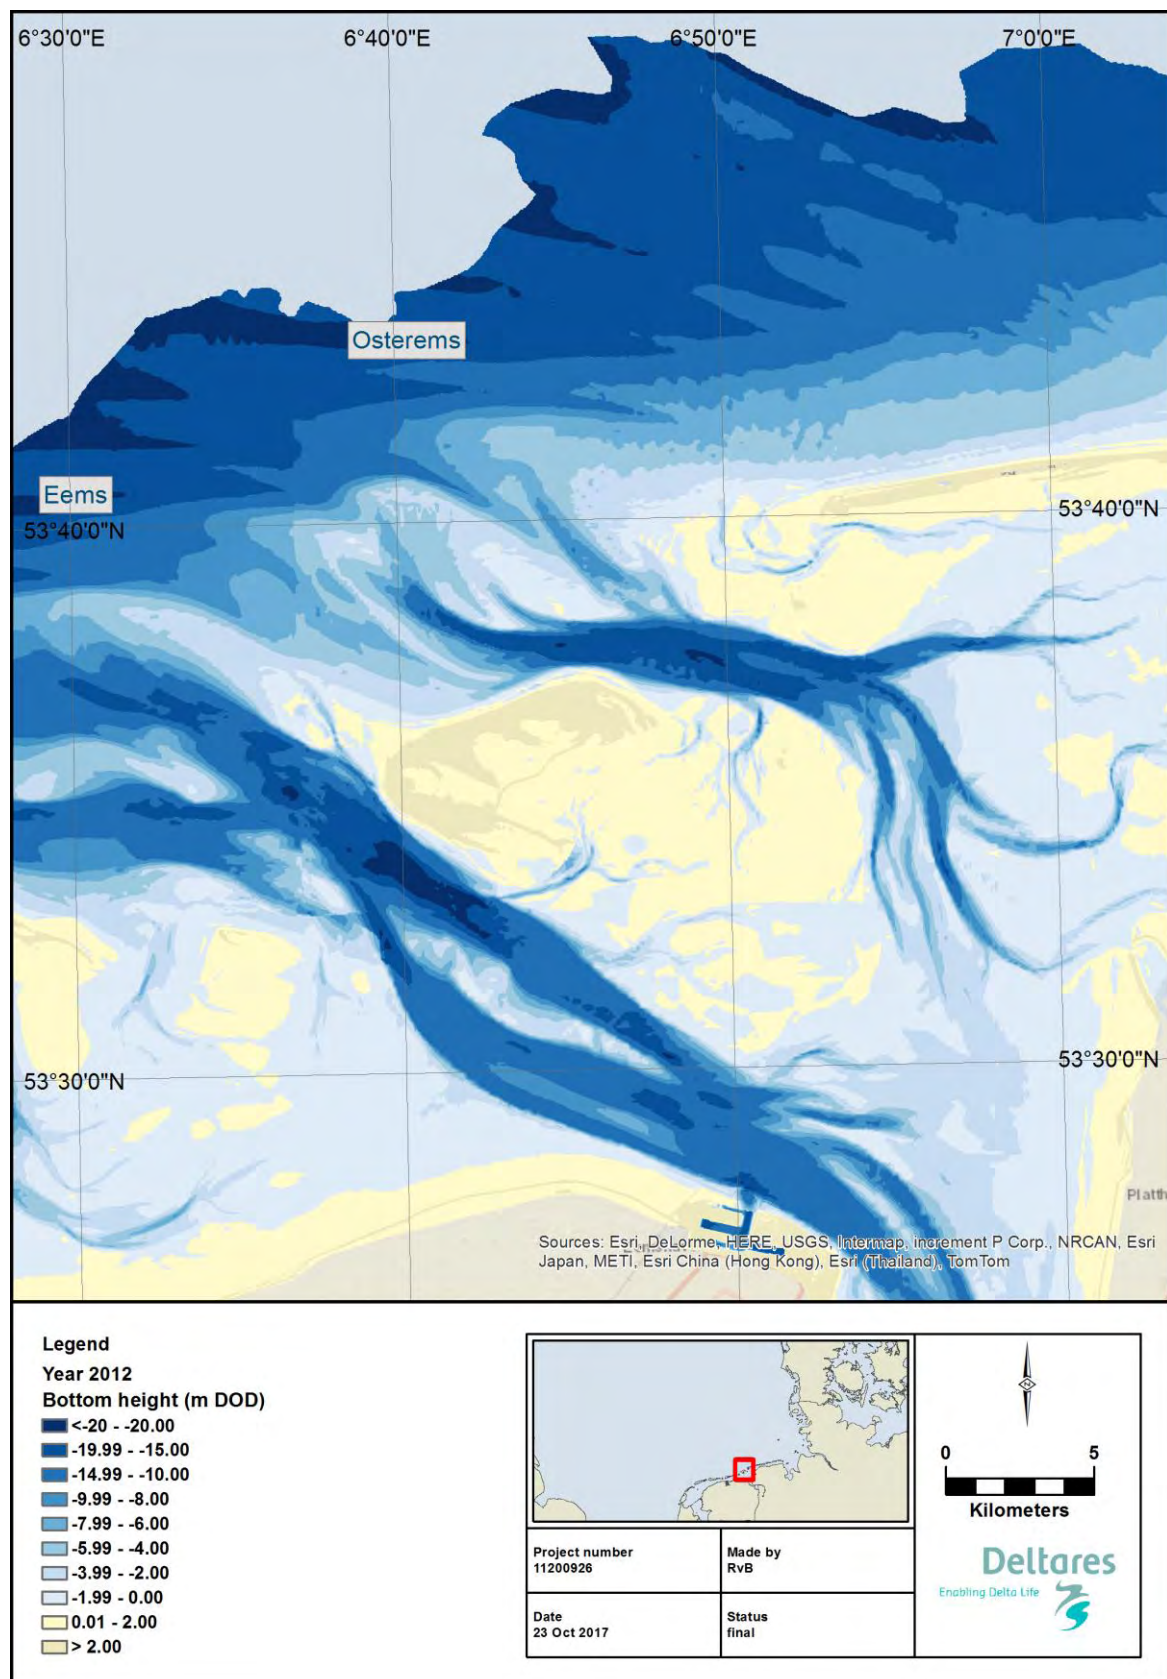 6°30'0"E
6°40'0"E
6°50'0"E
7°0'0"E
Osterems
Eems
53°40'0"N
53°40'0"N
53°30'0"N
53°30'0"N
Sources: Esri, DeLorme, HERE, USGS, Intermap, increment P Corp., NRCAN, Esri
Japan, METI, Esri China (Hong Kong), Esri (Thailand), TomTom
Legend
Year 2012
Bottom height (m DOD)
<-20 - -20.00
-19.99 - -15.00
-14.99 - -10.00
-9.99 - -8.00
-7.99 - -6.00
-5.99 - -4.00
-3.99 - -2.00
-1.99 - 0.00
0.01 - 2.00
> 2.00
Project number
11200926
Made by
RvB
Date
23 Oct 2017
Status
final
N
0 5
Kilometers
Deltares
Enabling Delta Life